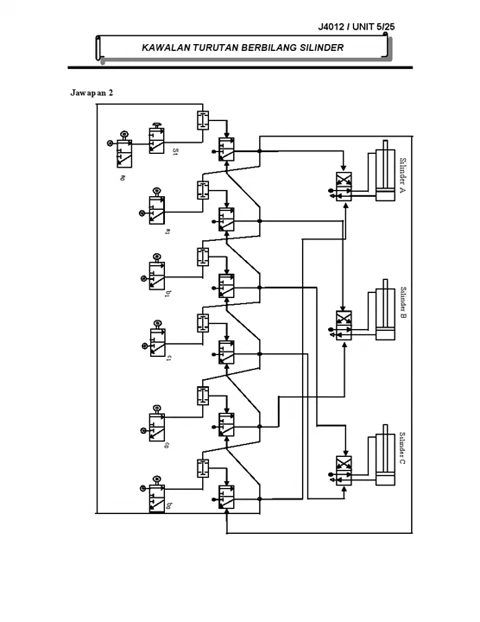 J4012 / UNIT 5/25
KAWALAN TURUTAN BERBILANG SILINDER
Jawapan 2
S1
a0
a1
b1
c1
c0
b0
Silinder A
Silinder B
Silinder C